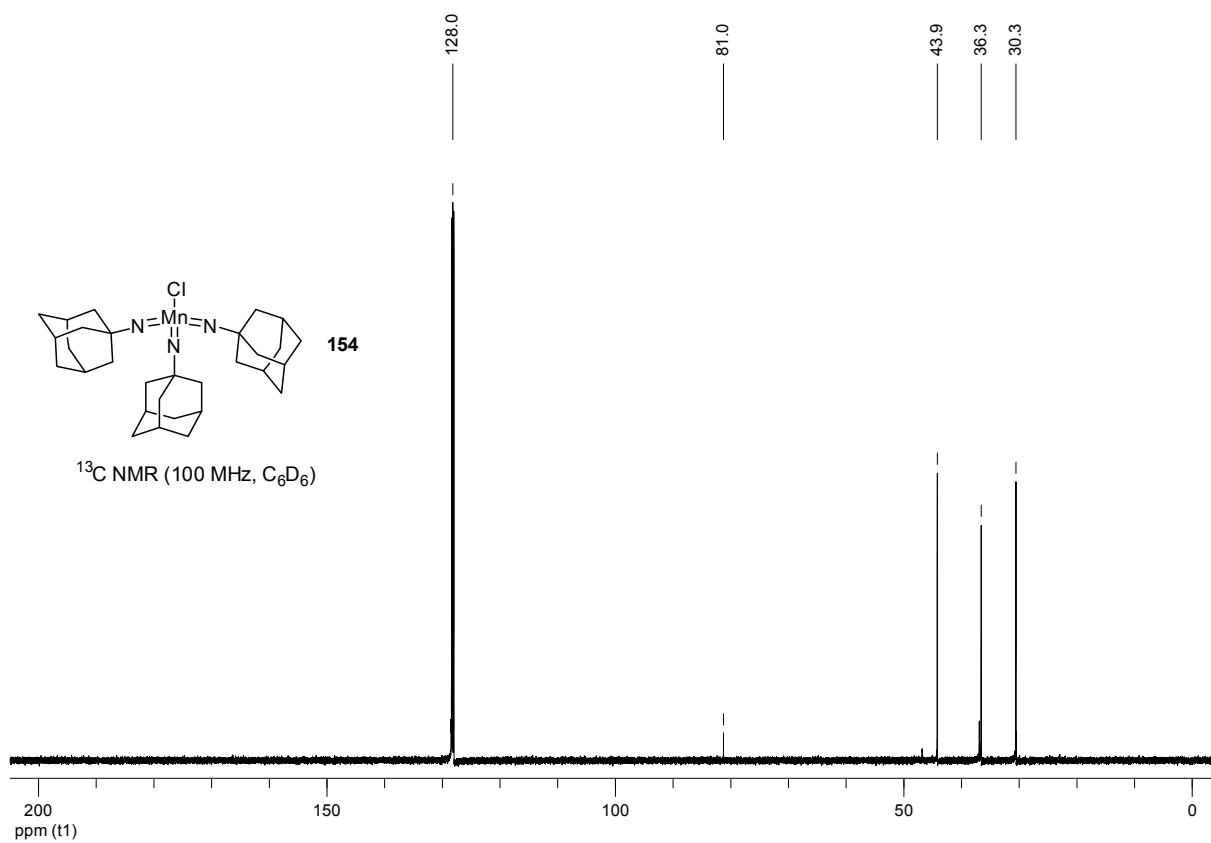 128.0
81.0
43.9
36.3
30.3
Cl
N Mn N
N
154
¹³C NMR (100 MHz, C₆D₆)
200 150 100 50 0
ppm (t1)